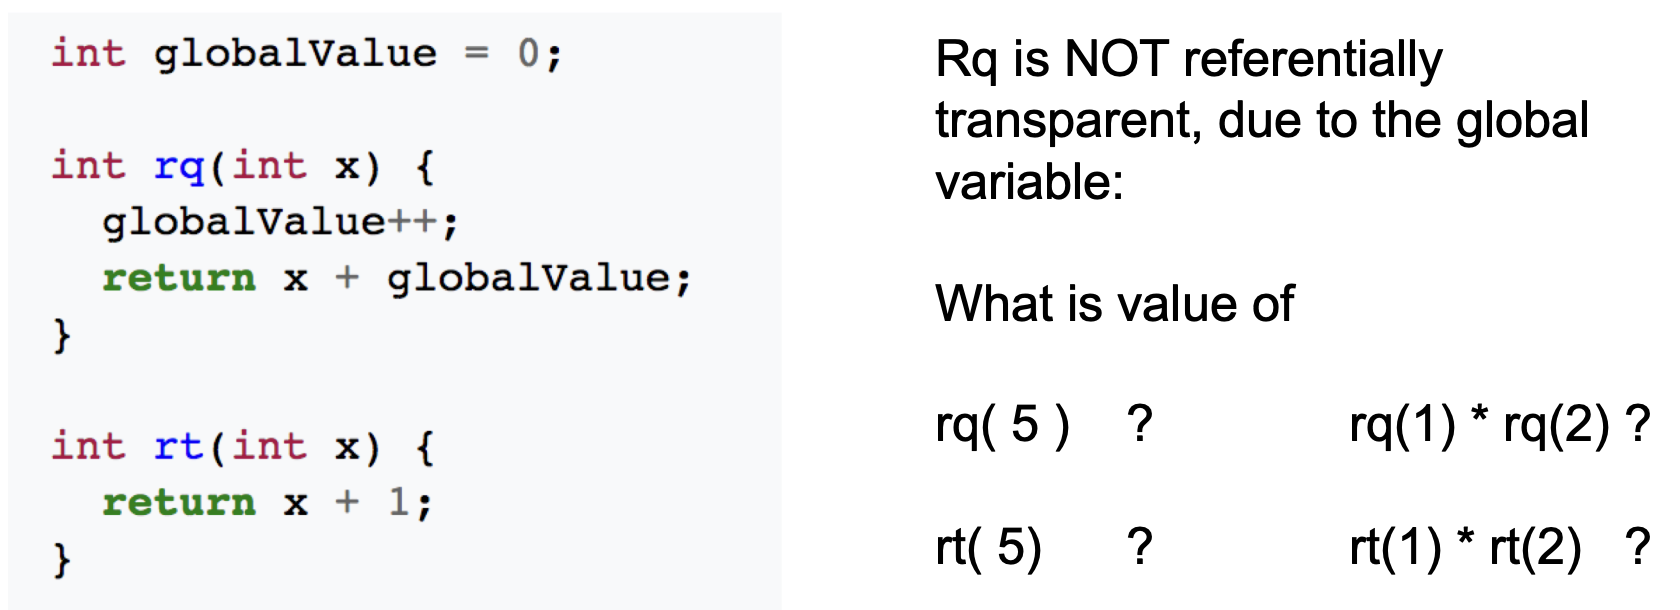 int globalValue = 0;

int rq(int x) {
  globalValue++;
  return x + globalValue;
}

int rt(int x) {
  return x + 1;
}

Rq is NOT referentially
transparent, due to the global
variable:

What is value of

rq( 5 ) ? rq(1) * rq(2) ?

rt( 5) ? rt(1) * rt(2) ?